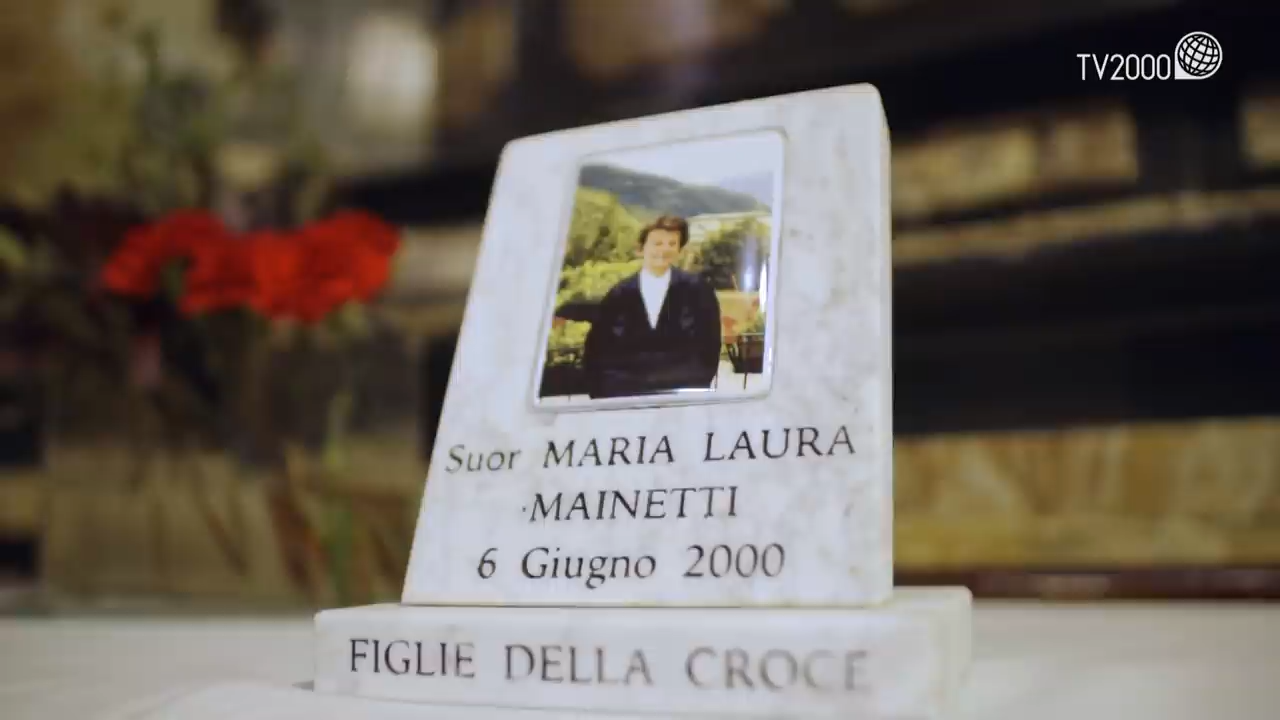 TV2000
Suor MARIA LAURA
MAINETTI
6 Giugno 2000
FIGLIE DELLA CROCE